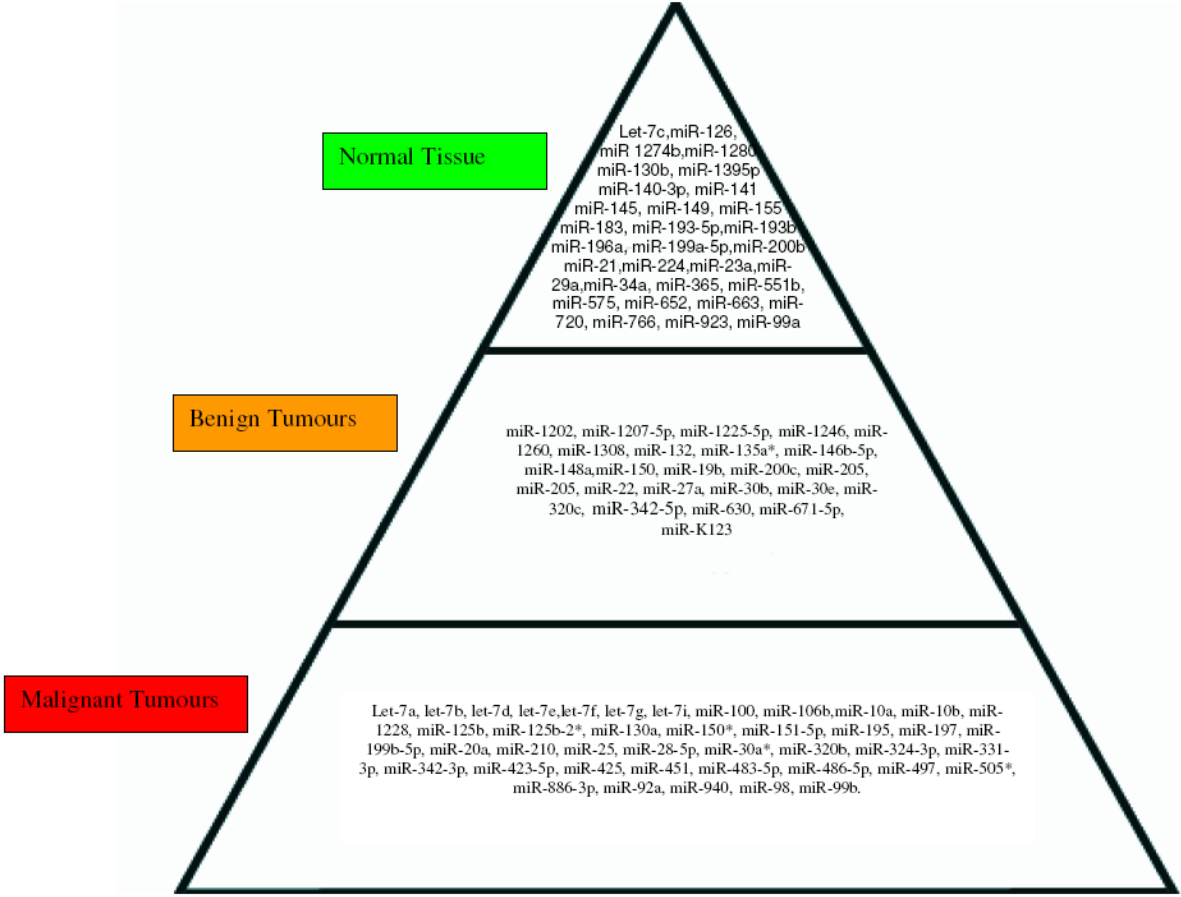 Normal Tissue
Let-7c,miR-126,
miR 1274b,miR-1280
miR-130b, miR-1395p
miR-140-3p, miR-141
miR-145, miR-149, miR-155
miR-183, miR-193-5p,miR-193b
miR-196a, miR-199a-5p,miR-200b
miR-21,miR-224,miR-23a,miR-
29a,miR-34a, miR-365, miR-551b,
miR-575, miR-652, miR-663, miR-
720, miR-766, miR-923, miR-99a
Benign Tumours
miR-1202, miR-1207-5p, miR-1225-5p, miR-1246, miR-
1260, miR-1308, miR-132, miR-135a*, miR-146b-5p,
miR-148a,miR-150, miR-19b, miR-200c, miR-205,
miR-205, miR-22, miR-27a, miR-30b, miR-30e, miR-
320c, miR-342-5p, miR-630, miR-671-5p,
miR-K123
Malignant Tumours
Let-7a, let-7b, let-7d, let-7e,let-7f, let-7g, let-7i, miR-100, miR-106b,miR-10a, miR-10b, miR-
1228, miR-125b, miR-125b-2*, miR-130a, miR-150*, miR-151-5p, miR-195, miR-197, miR-
199b-5p, miR-20a, miR-210, miR-25, miR-28-5p, miR-30a*, miR-320b, miR-324-3p, miR-331-
3p, miR-342-3p, miR-423-5p, miR-425, miR-451, miR-483-5p, miR-486-5p, miR-497, miR-505*,
miR-886-3p, miR-92a, miR-940, miR-98, miR-99b.